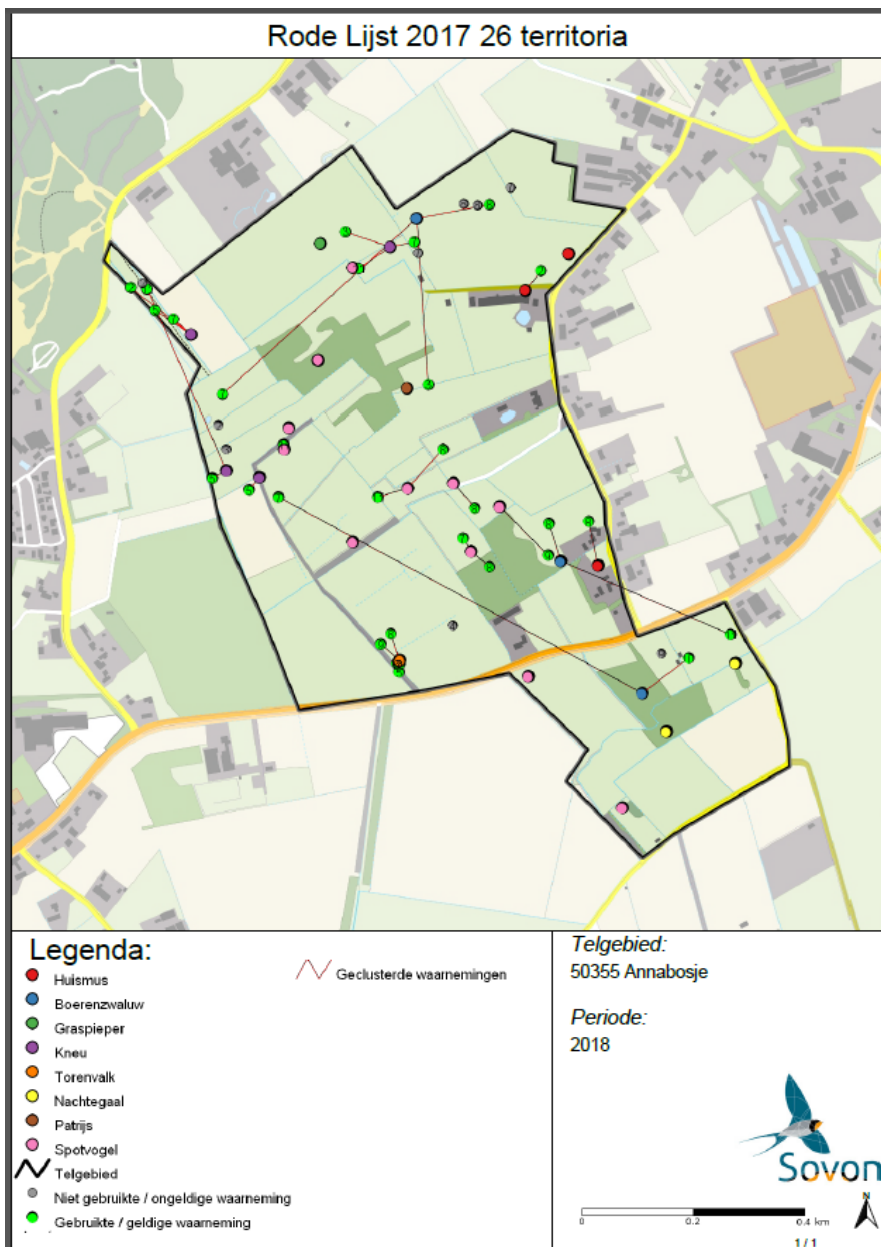 Rode Lijst 2017 26 territoria
Legenda:
Huismus
Boerenzwaluw
Graspieper
Kneu
Torenvalk
Nachtegaal
Patrijs
Spotvogel
Telgebied
Niet gebruikte / ongeldige waarneming
Gebruikte / geldige waarneming
Geclusterde waarnemingen
Telgebied:
50355 Annabosje
Periode:
2018
Sovon
N
0 0.2 0.4 km
1/1